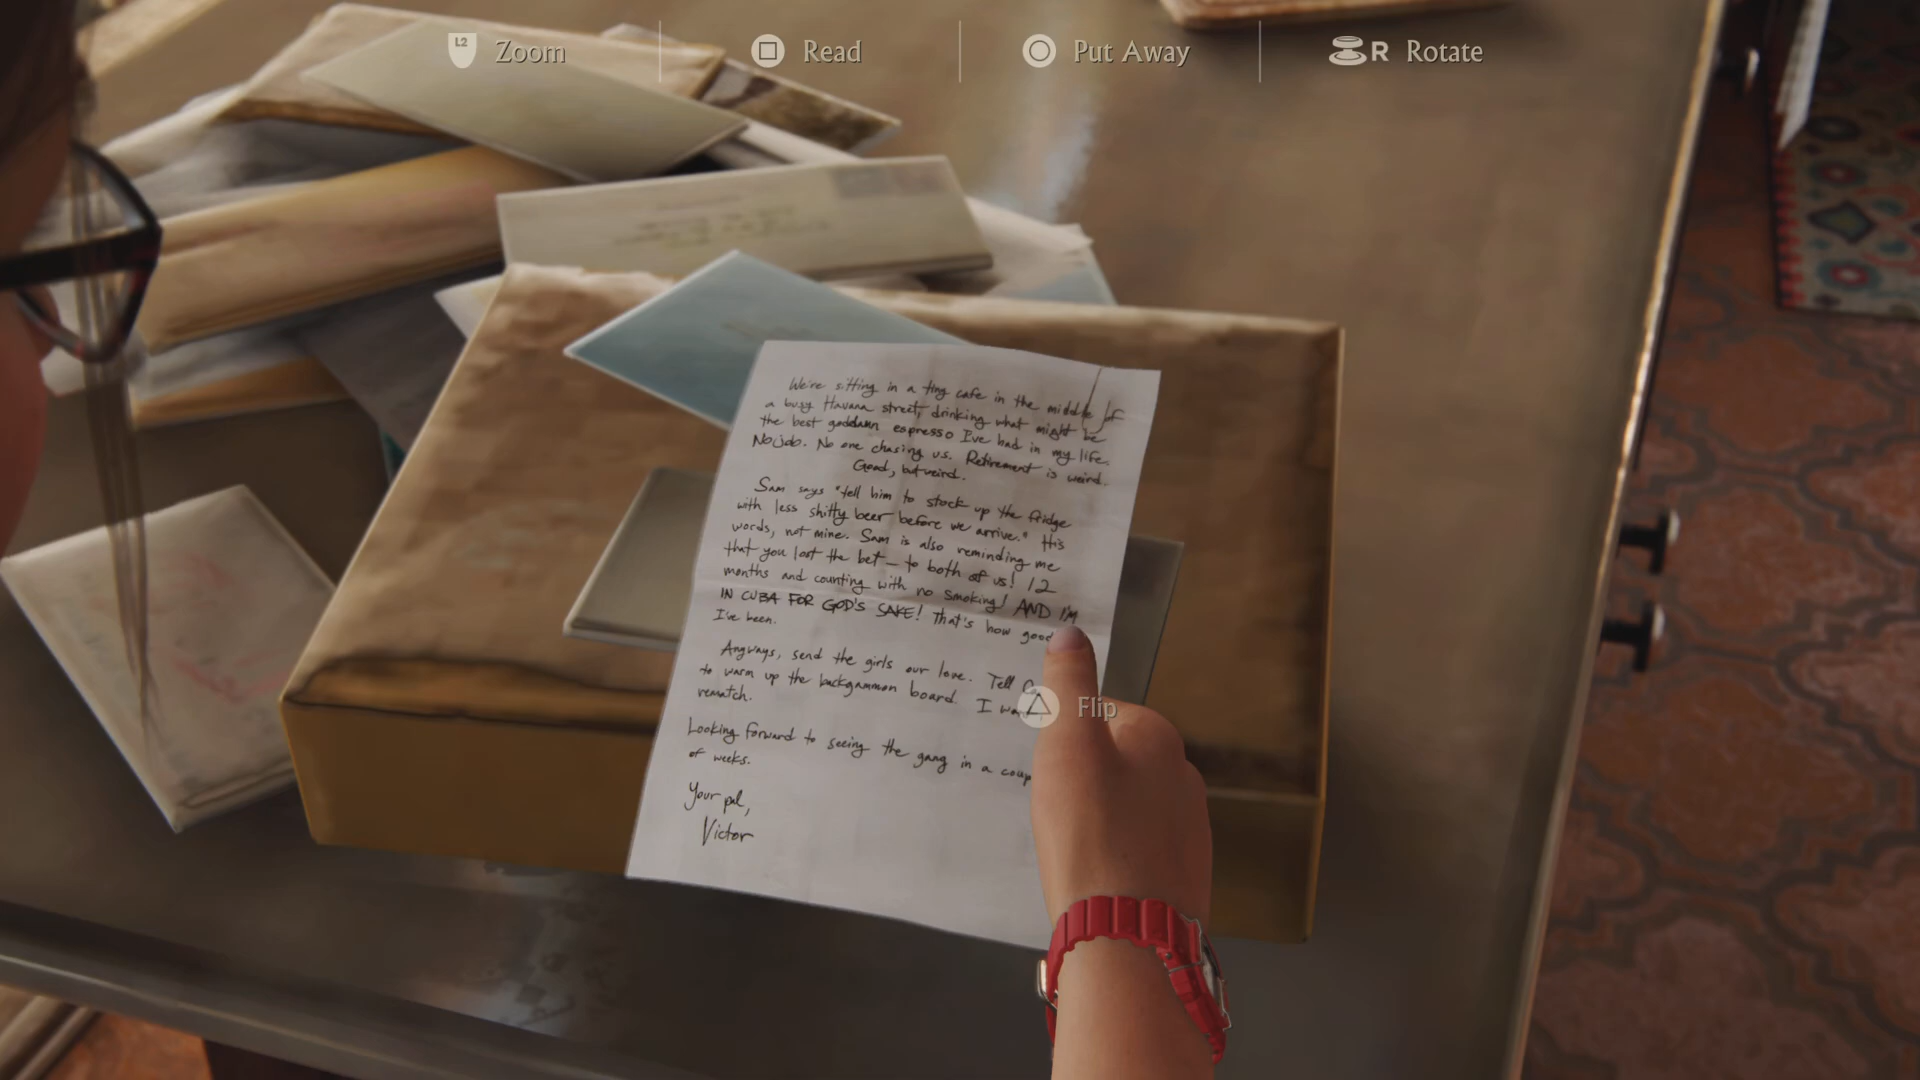 L2 Zoom
Read
Put Away
R Rotate
We're sitting in a tiny cafe in the middle of
a busy Havana street, drinking what might be
the best goddamn espresso I've had in my life.
No job. No one chasing us. Retirement is weird.
Good, but weird.
Sam says "tell him to stock up the fridge
with less shitty beer before we arrive." His
words, not mine. Sam is also reminding me
that you lost the bet — to both of us! 12
months and counting with no smoking! AND I'M
IN CUBA FOR GOD'S SAKE! That's how good
I've been.
Anyways, send the girls our love. Tell
to warm up the backgammon board. I
rematch.
Looking forward to seeing the gang in a
of weeks.
Your pal,
Victor
Flip